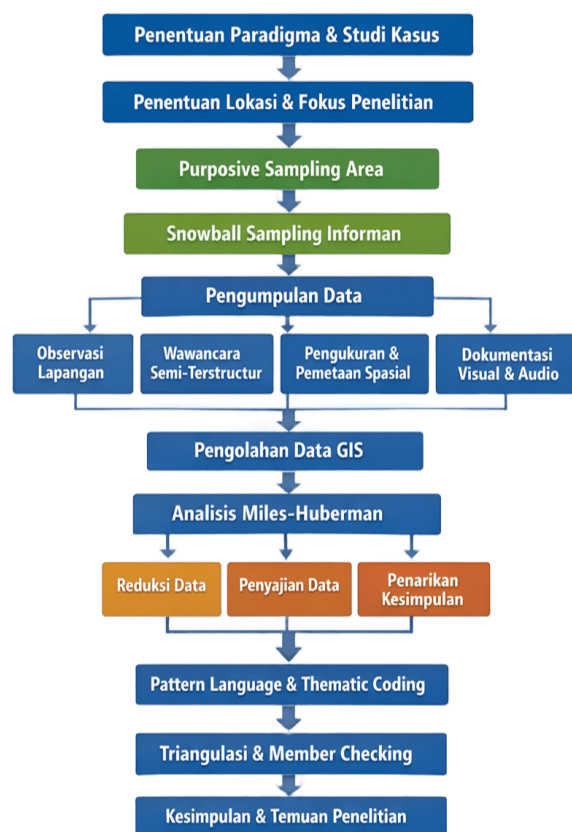 Penentuan Paradigma & Studi Kasus
Penentuan Lokasi & Fokus Penelitian
Purposive Sampling Area
Snowball Sampling Informan
Pengumpulan Data
Observasi
Lapangan
Wawancara
Semi-Terstructur
Pengukuran &
Pemetaan Spasial
Dokumentasi
Visual & Audio
Pengolahan Data GIS
Analisis Miles-Huberman
Reduksi Data
Penyajian Data
Penarikan
Kesimpulan
Pattern Language & Thematic Coding
Triangulasi & Member Checking
Kesimpulan & Temuan Penelitian